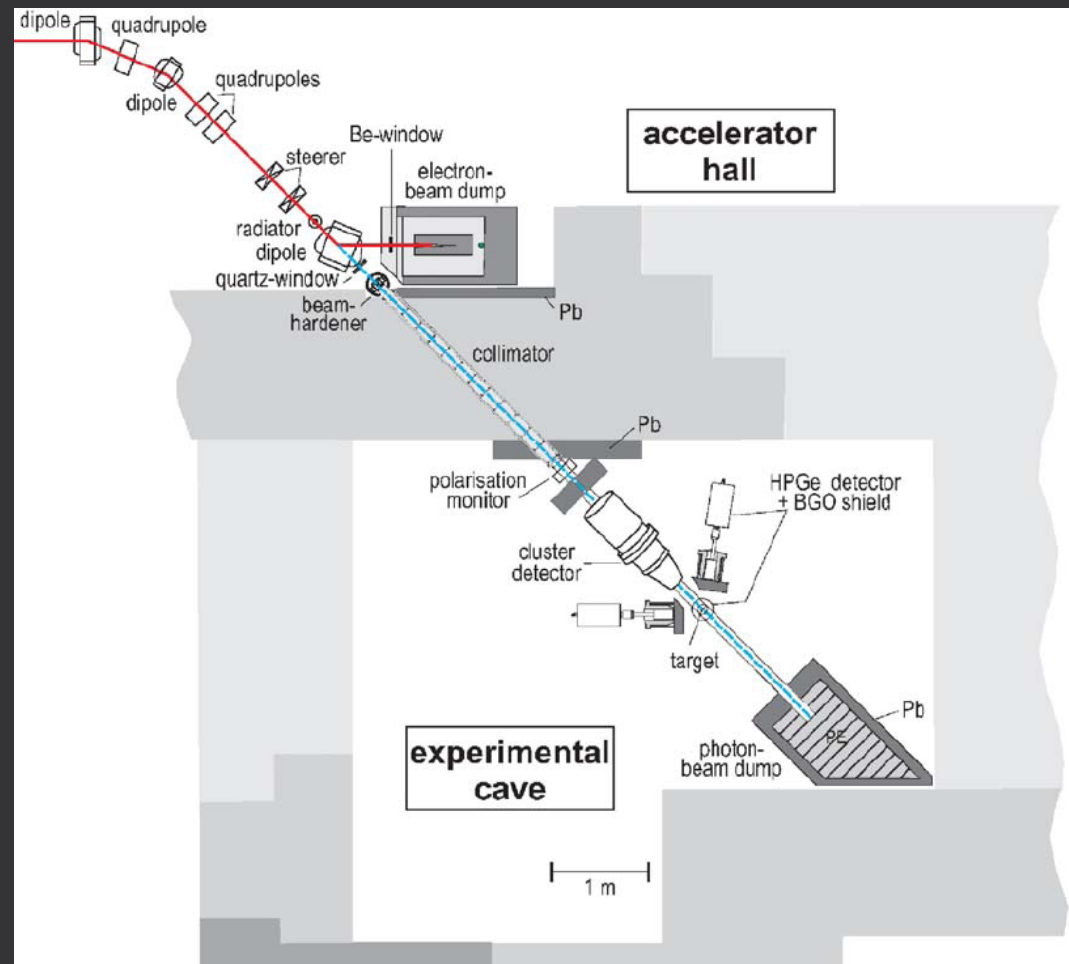 dipole
quadrupole
dipole
quadrupoles
Be-window
accelerator
hall
steerer
electron-
beam dump
radiator
dipole
quartz-window
beam-
hardener
Pb
collimator
Pb
polarisation
monitor
HPGe detector
+ BGO shield
cluster
detector
target
Pb
PE
photon-
beam dump
experimental
cave
1 m